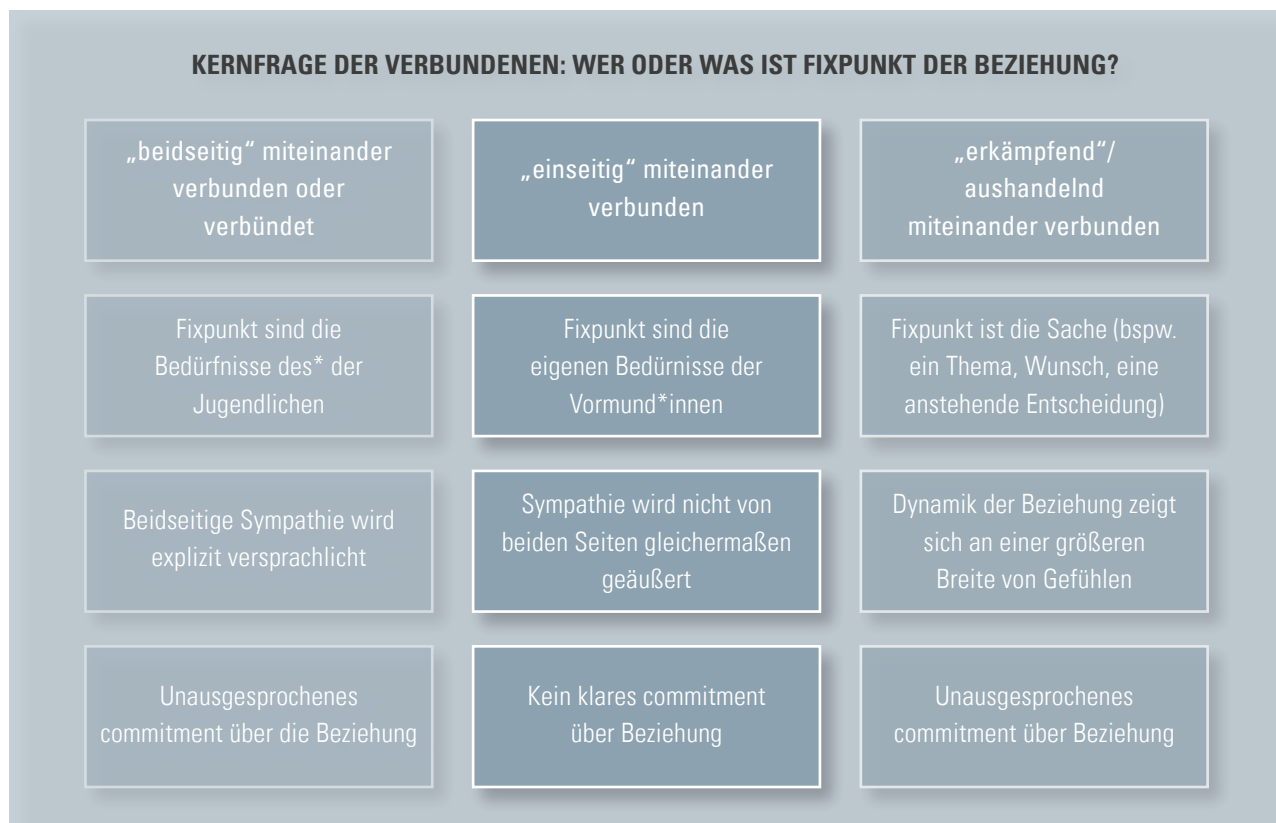 KERNFRAGE DER VERBUNDENEN: WER ODER WAS IST FIXPUNKT DER BEZIEHUNG?
„beidseitig“ miteinander
verbunden oder
verbündet
„einseitig“ miteinander
verbunden
„erkämpfend“/
aushandelnd
miteinander verbunden
Fixpunkt sind die
Bedürfnisse des* der
Jugendlichen
Fixpunkt sind die
eigenen Bedürnisse der
Vormund*innen
Fixpunkt ist die Sache (bspw.
ein Thema, Wunsch, eine
anstehende Entscheidung)
Beidseitige Sympathie wird
explizit versprachlicht
Sympathie wird nicht von
beiden Seiten gleichermaßen
geäußert
Dynamik der Beziehung zeigt
sich an einer größeren
Breite von Gefühlen
Unausgesprochenes
commitment über die Beziehung
Kein klares commitment
über Beziehung
Unausgesprochenes
commitment über Beziehung